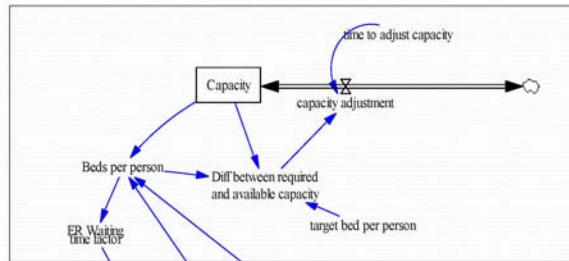 time to adjust capacity
Capacity
capacity adjustment
Beds per person
Diff between required
and available capacity
ER Waiting
time factor
target bed per person